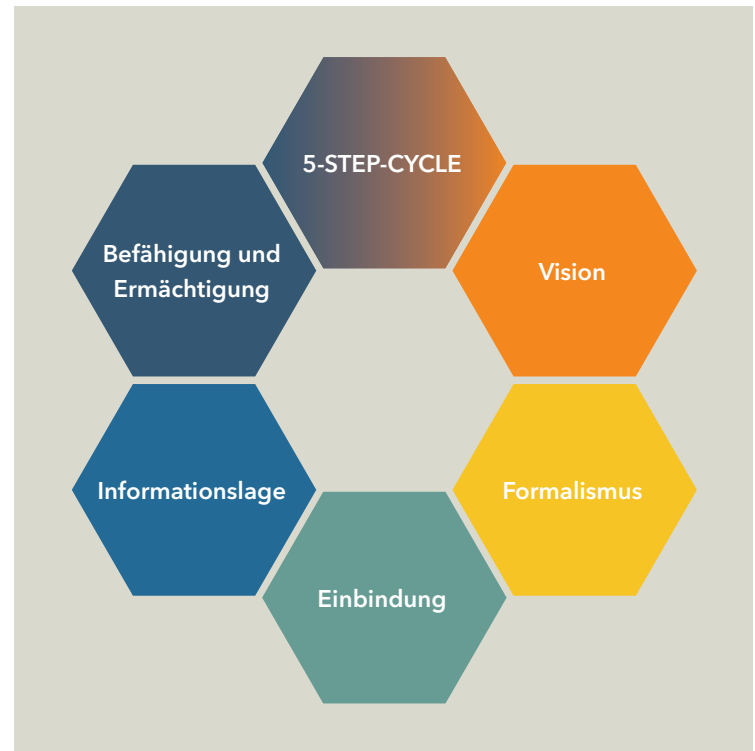 5-STEP-CYCLE
Vision
Formalismus
Einbindung
Informationslage
Befähigung und
Ermächtigung